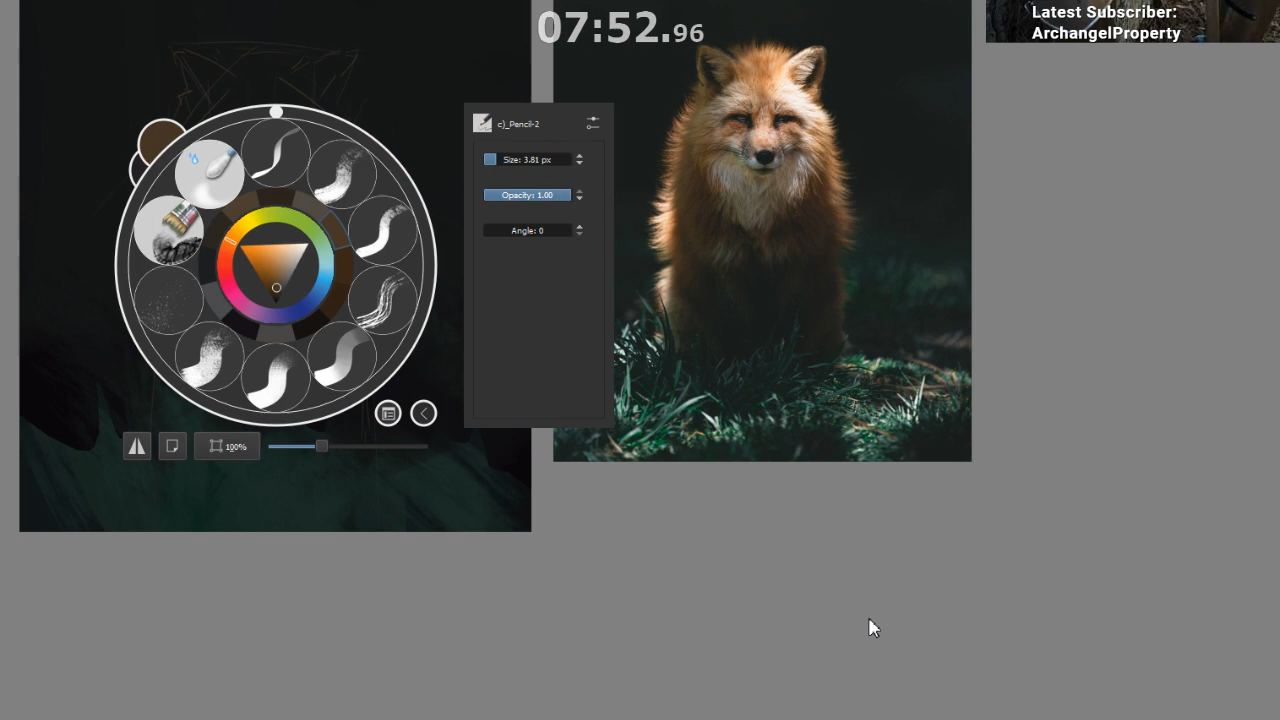 Latest Subscriber:
ArchangelProperty
07:52.96
c)_Pencil-2
Size: 3.81 px
Opacity: 1.00
Angle: 0
100%